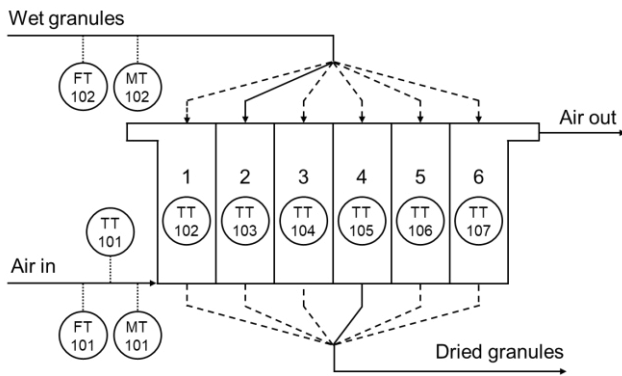 Wet granules
FT
102
MT
102
Air out
1 2 3 4 5 6
TT
102
TT
103
TT
104
TT
105
TT
106
TT
107
TT
101
Air in
FT
101
MT
101
Dried granules